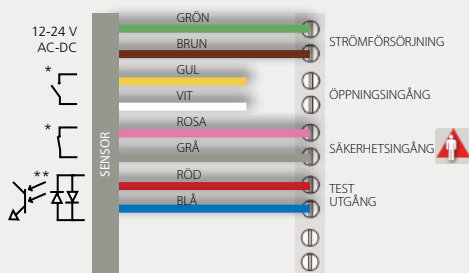 GRÖN
12-24 V
AC-DC
BRUN
STRÖMFÖRSÖRJNING
GUL
*
VIT
ÖPPNINGSINGÅNG
ROSA
*
GRÅ
SÄKERHETSINGÅNG
SENSOR
RÖD
**
TEST
UTGÅNG
BLÅ